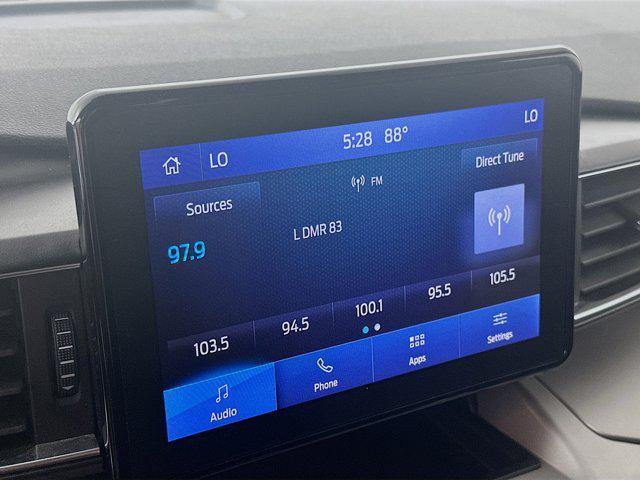 LO 5:28 88° LO
FM
Sources Direct Tune
97.9 L DMR 83
103.5 94.5 100.1 95.5 105.5
Audio Phone Apps Settings